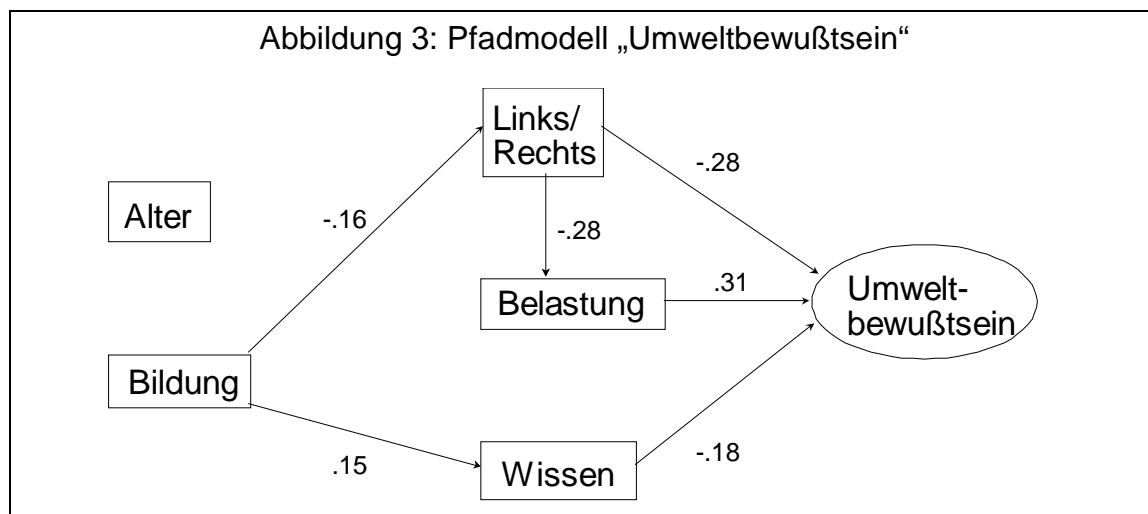 Abbildung 3: Pfadmodell „Umweltbewußtsein“
Links/
Rechts
-.28
Alter
-.16
-.28
Belastung
.31
Umwelt-
bewußtsein
Bildung
.15
Wissen
-.18